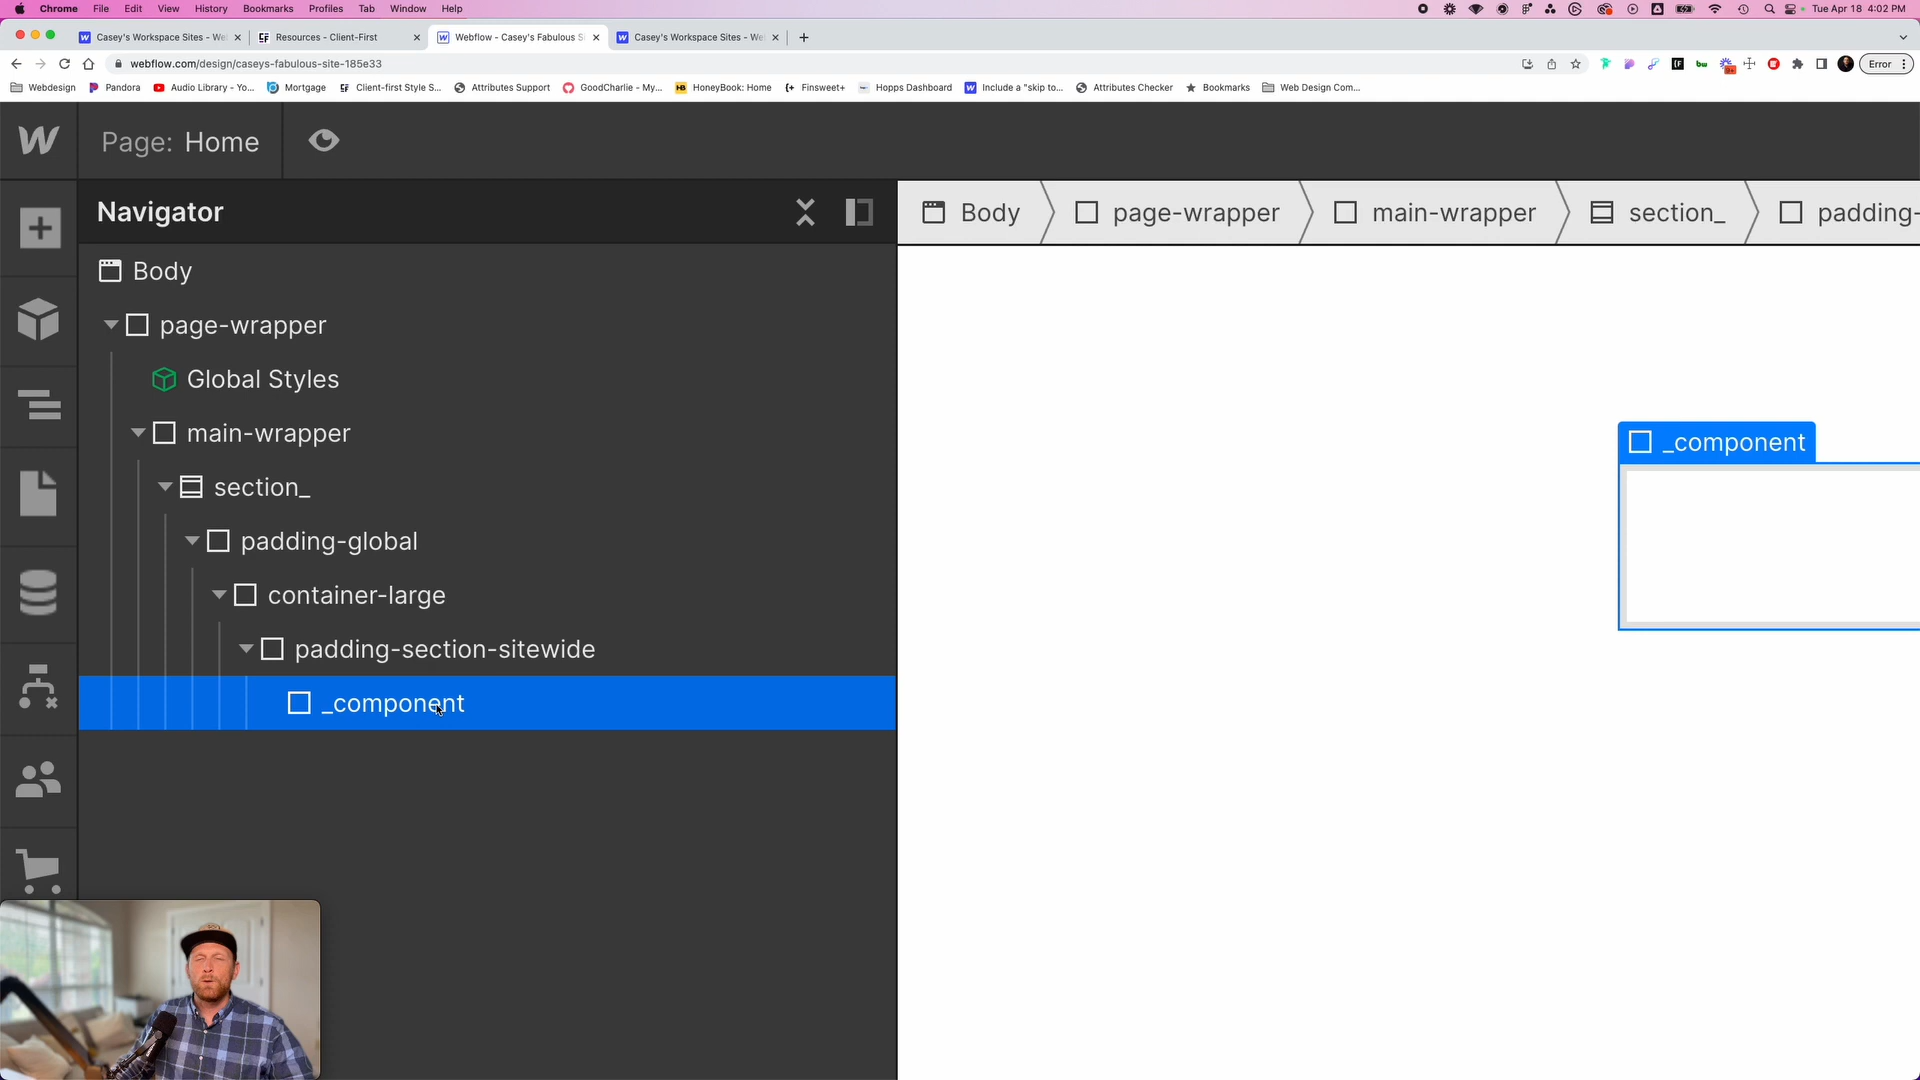 Chrome File Edit View History Bookmarks Profiles Tab Window Help Tue Apr 18 4:02 PM
Casey's Workspace Sites - We Resources - Client-First Webflow - Casey's Fabulous S Casey's Workspace Sites - We
webflow.com/design/caseys-fabulous-site-185e33 Error
Webdesign Pandora Audio Library - Yo... Mortgage Client-first Style S... Attributes Support GoodCharlie - My... HoneyBook: Home Finsweet+ Hopps Dashboard Include a "skip to... Attributes Checker Bookmarks Web Design Com...
Page: Home
Navigator
Body page-wrapper main-wrapper section_ padding-
Body
page-wrapper
Global Styles
main-wrapper
section_
padding-global
container-large
padding-section-sitewide
_component
_component